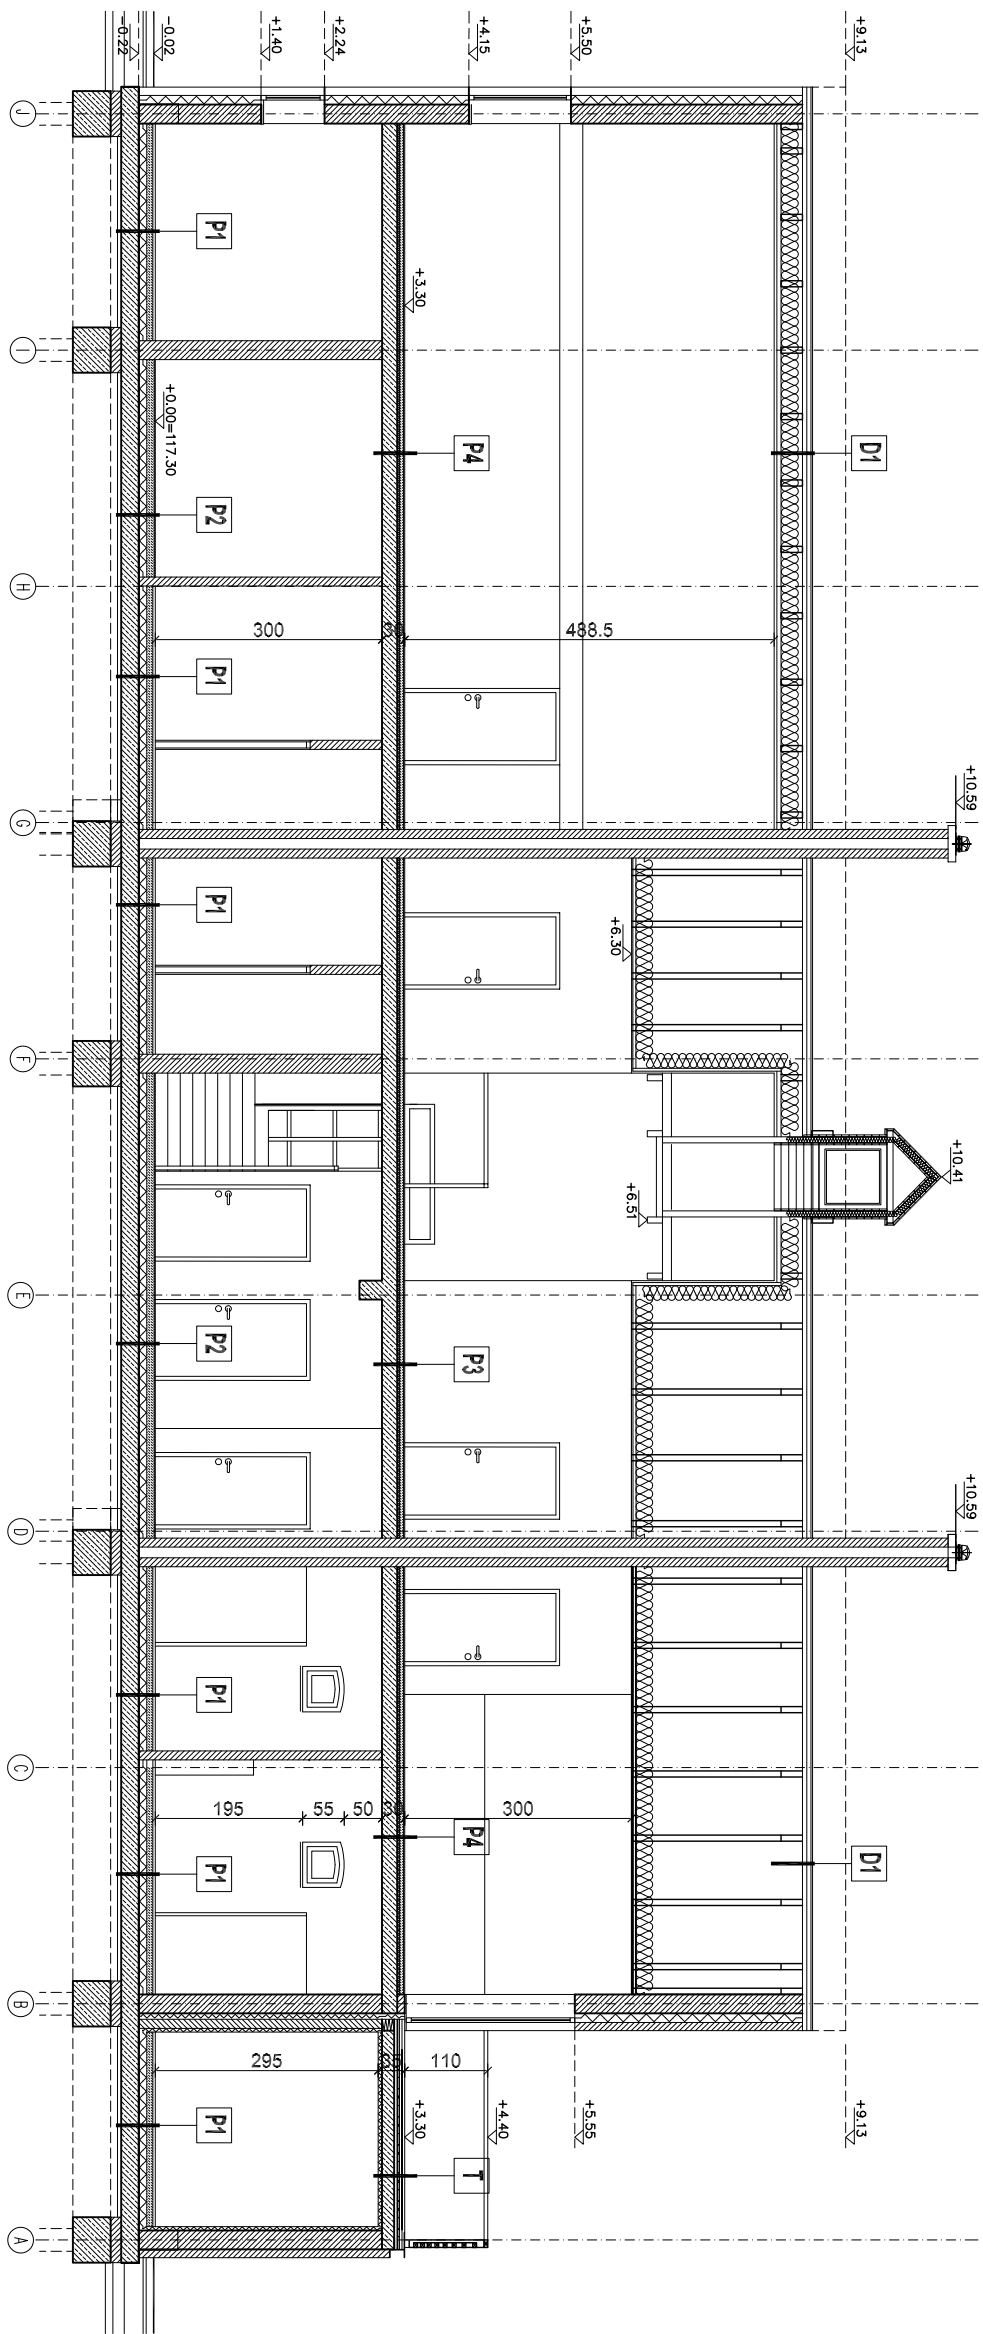 +9.13
+5.50
+4.15
+2.24
+1.40
-0.02
-0.22
+10.59
+10.41
+10.59
D1
D1
+6.30
+6.51
488.5
300
+9.13
+5.55
+4.40
+3.30
P4
P3
P4
T
+3.30
30
30
35
110
300
195
55
50
295
+0.00=117.30
P1
P2
P1
P1
P2
P1
P1
P1
J
I
H
G
F
E
D
C
B
A